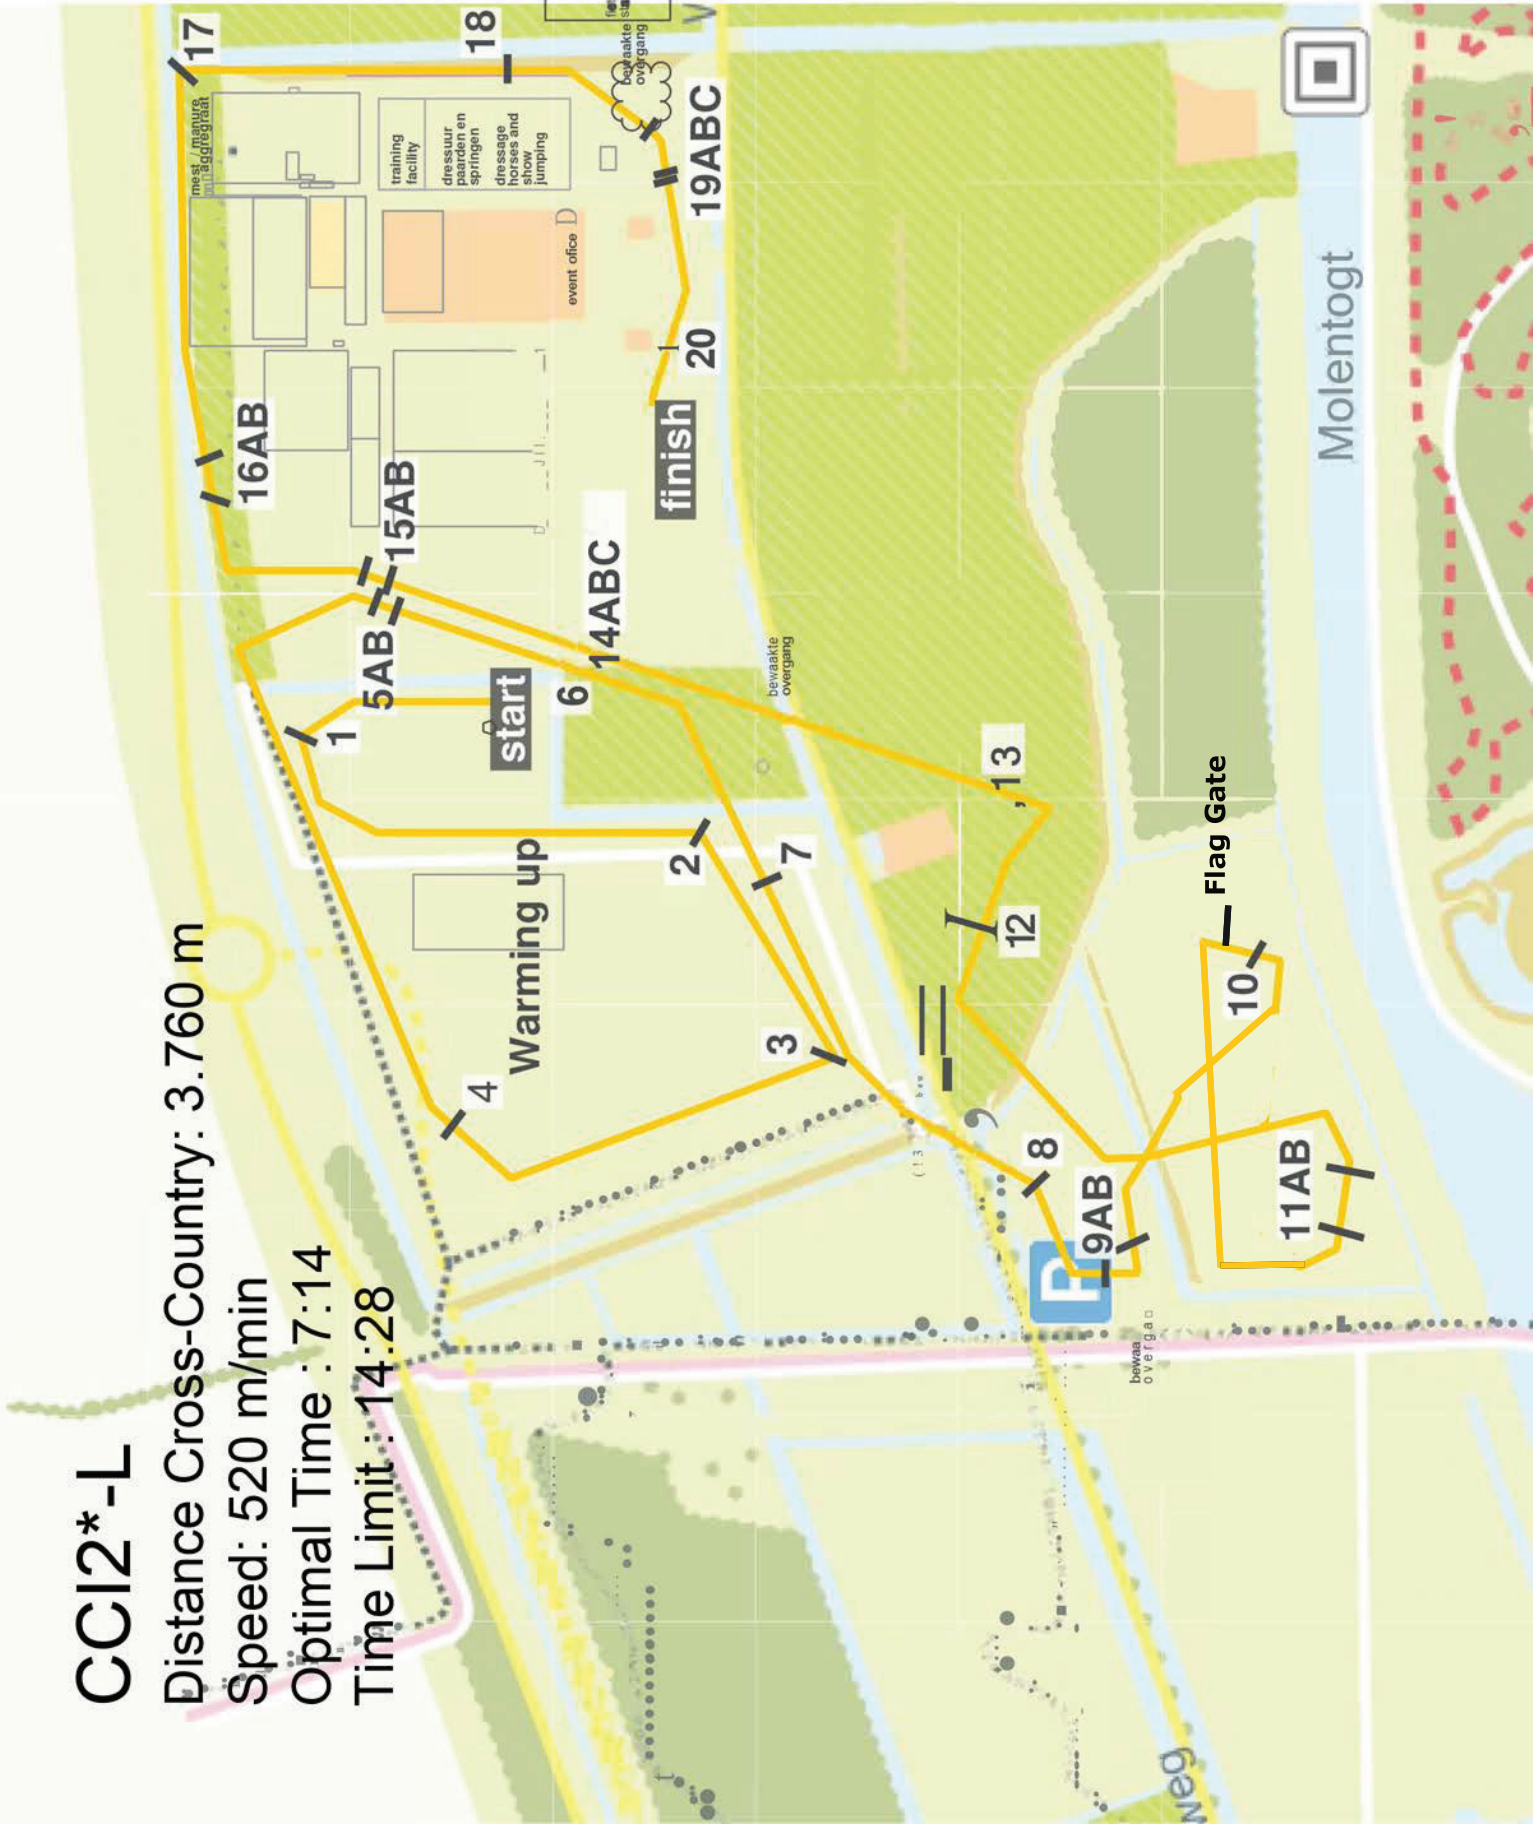 CCI2*-L
Distance Cross-Country: 3.760 m
Speed: 520 m/min
Optimal Time : 7:14
Time Limit : 14:28
17
18
mest / manure
aggregraat
training
facility
dressuur
paarden en
springen
dressage
horses and
show
jumping
bewaakte
overgang
19ABC
event ofice D
20
finish
16AB
15AB
5AB
14ABC
6
start
1
bewaakte
overgang
2
7
Warming up
3
4
13
12
Flag Gate
10
8
9AB
11AB
P
Molentogt
bewaa
overga
weg